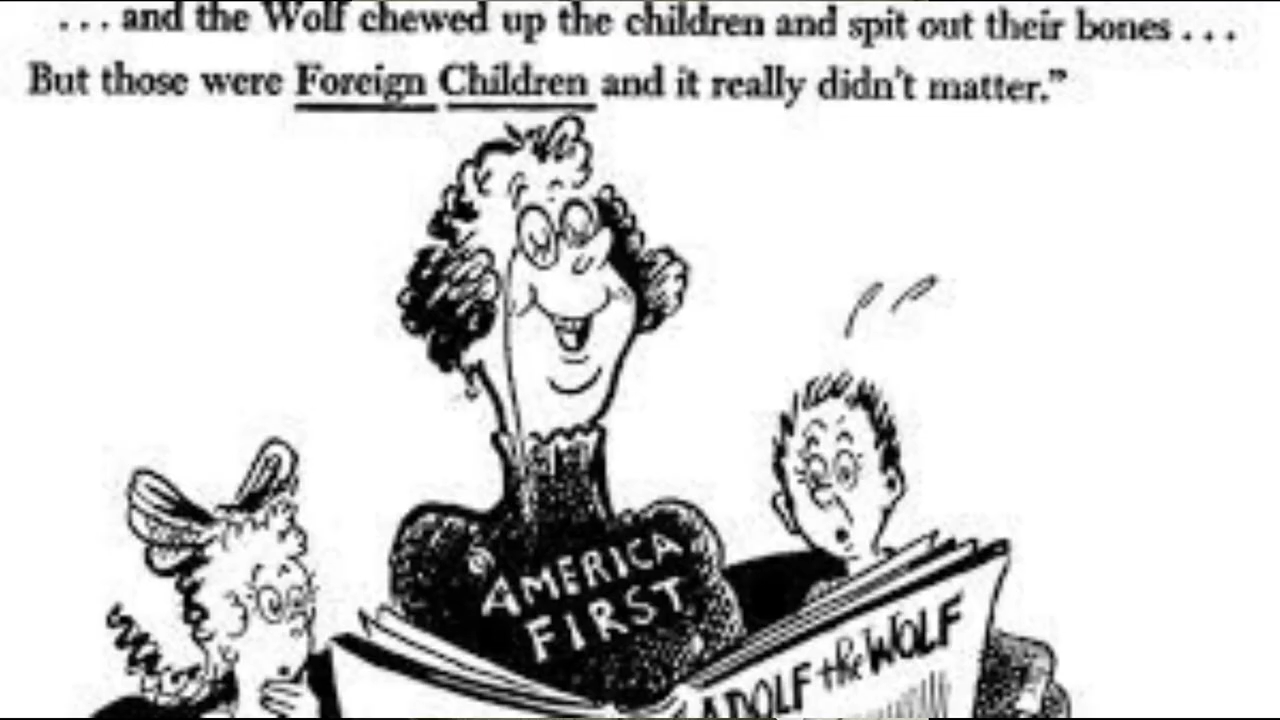 ... and the Wolf chewed up the children and spit out their bones ...
But those were Foreign Children and it really didn't matter.”
AMERICA
FIRST
ADOLF the WOLF